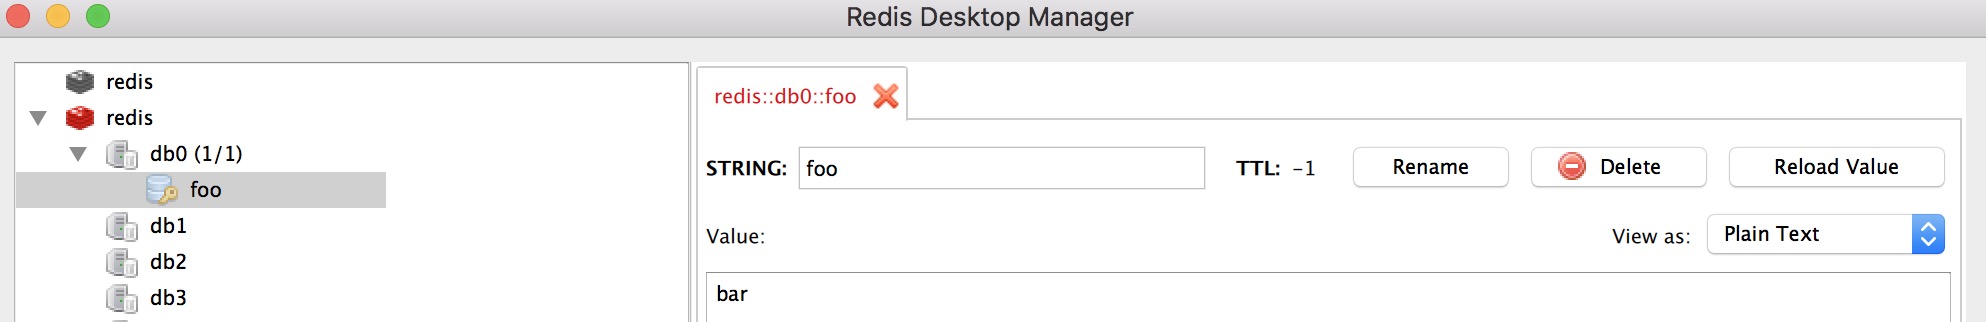 Redis Desktop Manager
redis
redis
db0 (1/1)
foo
db1
db2
db3
redis::db0::foo
STRING: foo TTL: -1 Rename Delete Reload Value
Value: View as: Plain Text
bar